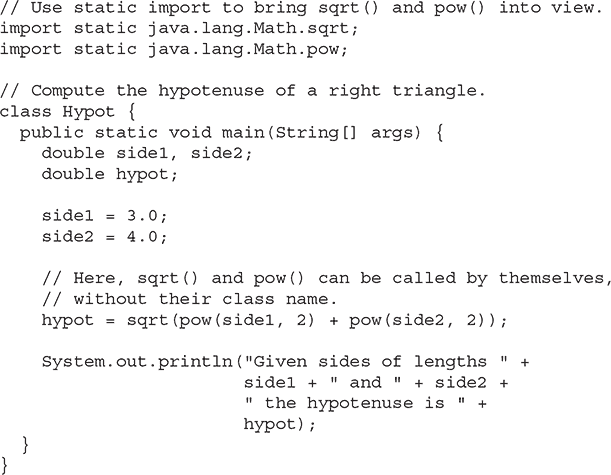 // Use static import to bring sqrt() and pow() into view.
import static java.lang.Math.sqrt;
import static java.lang.Math.pow;

// Compute the hypotenuse of a right triangle.
class Hypot {
  public static void main(String[] args) {
    double side1, side2;
    double hypot;

    side1 = 3.0;
    side2 = 4.0;

    // Here, sqrt() and pow() can be called by themselves,
    // without their class name.
    hypot = sqrt(pow(side1, 2) + pow(side2, 2));

    System.out.println("Given sides of lengths " +
                       side1 + " and " + side2 +
                       " the hypotenuse is " +
                       hypot);
  }
}